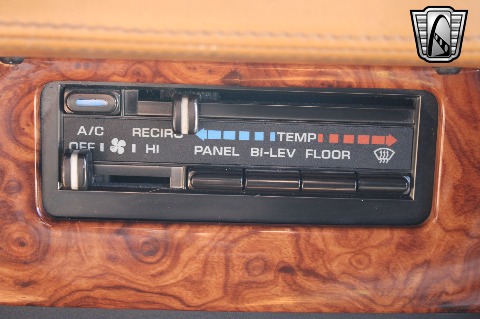 A/C RECIRC TEMP
OFF HI PANEL BI-LEV FLOOR